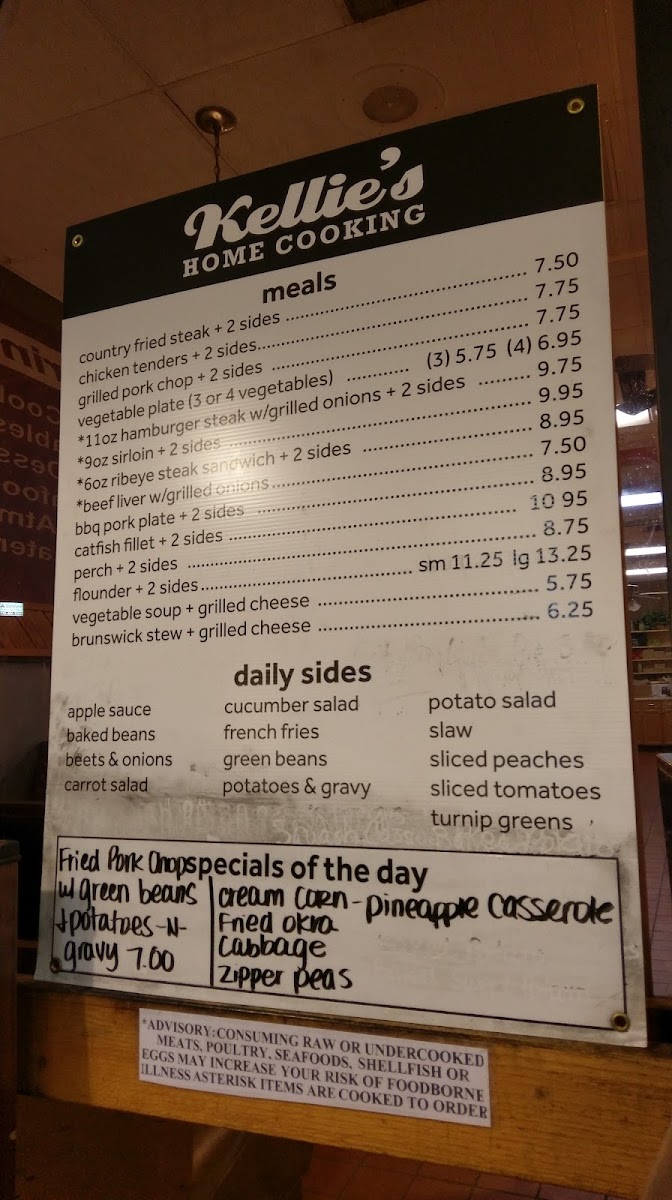 Kellie's
HOME COOKING
meals
country fried steak + 2 sides ........ 7.50
chicken tenders + 2 sides ........ 7.75
grilled pork chop + 2 sides ........ 7.75
vegetable plate (3 or 4 vegetables) ........ (3) 5.75 (4) 6.95
*11oz hamburger steak w/grilled onions + 2 sides ........ 9.75
*9oz sirloin + 2 sides ........ 9.95
*6oz ribeye steak sandwich + 2 sides ........ 8.95
*beef liver w/grilled onions ........ 7.50
bbq pork plate + 2 sides ........ 8.95
catfish fillet + 2 sides ........ 10 95
perch + 2 sides ........ 8.75
flounder + 2 sides ........ sm 11.25 lg 13.25
vegetable soup + grilled cheese ........ 5.75
brunswick stew + grilled cheese ........ 6.25
daily sides
apple sauce
baked beans
beets & onions
carrot salad
cucumber salad
french fries
green beans
potatoes & gravy
potato salad
slaw
sliced peaches
sliced tomatoes
turnip greens
specials of the day
Fried Pork Chop
w/ green beans
+ potatoes -N-
gravy 7.00
cream corn - Pineapple Casserole
Fried okra
Cabbage
Zipper peas
*ADVISORY: CONSUMING RAW OR UNDERCOOKED
MEATS, POULTRY, SEAFOODS, SHELLFISH OR
EGGS MAY INCREASE YOUR RISK OF FOODBORNE
ILLNESS ASTERISK ITEMS ARE COOKED TO ORDER